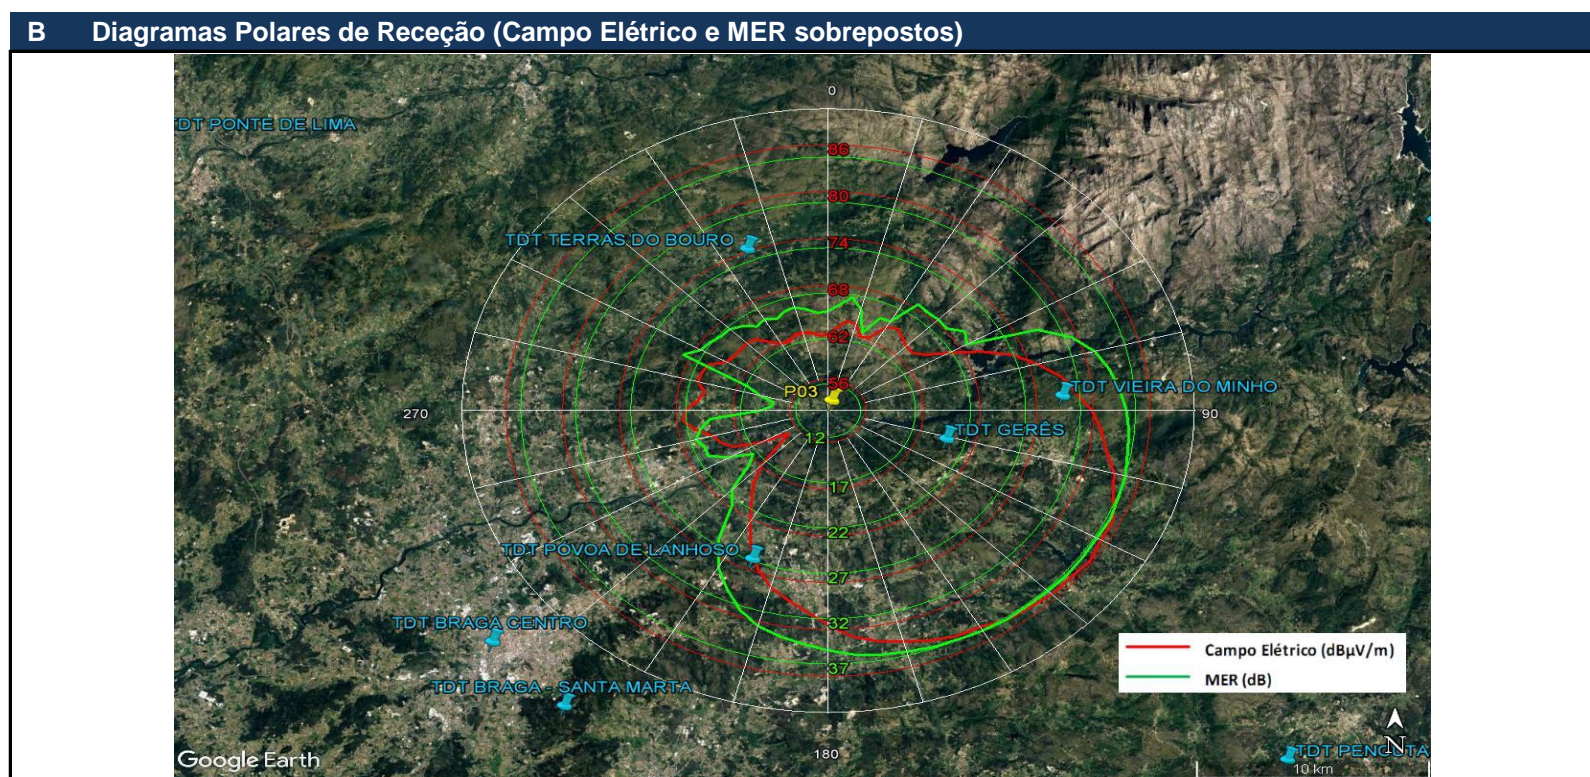 B Diagramas Polares de Receção (Campo Elétrico e MER sobrepostos)
0
TDT PONTE DE LIMA
86
80
TDT TERRAS DO BOURO
74
68
62
56
P03
TDT VIEIRA DO MINHO
270
90
TDT GERÊS
12
17
22
TDT PÓVOA DE LANHOSO
27
TDT BRAGA CENTRO
32
37
Campo Elétrico (dBµV/m)
MER (dB)
TDT BRAGA - SANTA MARTA
N
180
Google Earth
TDT PENOUTA
10 km